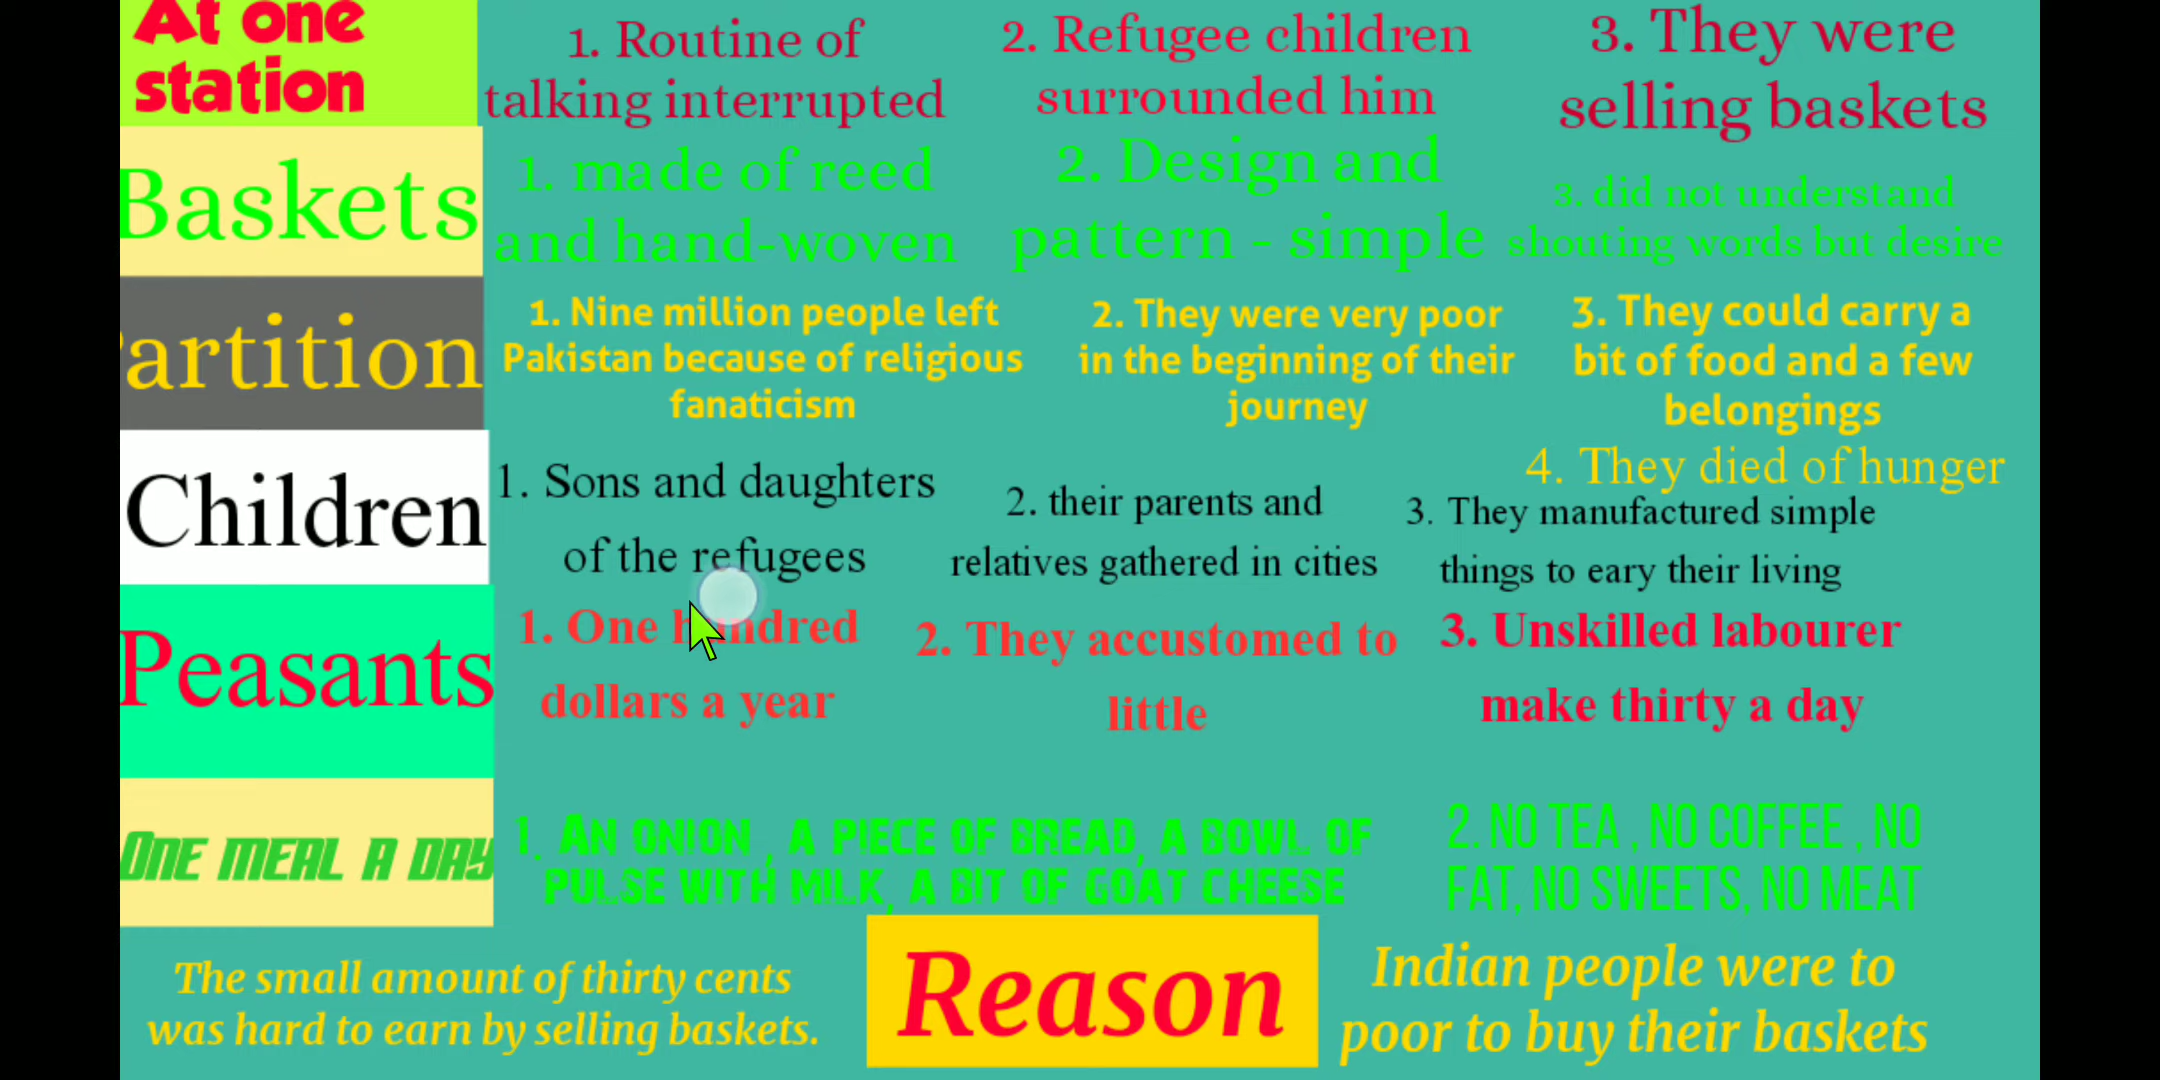 At one
station
1. Routine of
talking interrupted
2. Refugee children
surrounded him
3. They were
selling baskets
Baskets
1. made of reed
and hand-woven
2. Design and
pattern - simple
3. did not understand
shouting words but desire
artition
1. Nine million people left
Pakistan because of religious
fanaticism
2. They were very poor
in the beginning of their
journey
3. They could carry a
bit of food and a few
belongings
4. They died of hunger
Children
1. Sons and daughters
of the refugees
2. their parents and
relatives gathered in cities
3. They manufactured simple
things to eary their living
Peasants
1. One hundred
dollars a year
2. They accustomed to
little
3. Unskilled labourer
make thirty a day
One meal a day
1. An onion , a piece of bread, a bowl of
pulse with milk, a bit of goat cheese
2. NO TEA , NO COFFEE , NO
FAT, NO SWEETS, NO MEAT
The small amount of thirty cents
was hard to earn by selling baskets.
Reason
Indian people were to
poor to buy their baskets